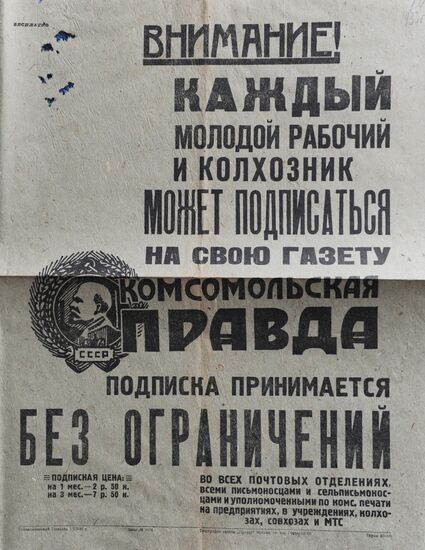 БЕСПЛАТНО
ВНИМАНИЕ!
КАЖДЫЙ
МОЛОДОЙ РАБОЧИЙ
И КОЛХОЗНИК
МОЖЕТ ПОДПИСАТЬСЯ
НА СВОЮ ГАЗЕТУ
КОМСОМОЛЬСКАЯ
ПРАВДА
СССР
ПОДПИСКА ПРИНИМАЕТСЯ
БЕЗ ОГРАНИЧЕНИЙ
ПОДПИСНАЯ ЦЕНА:
на 1 мес.—2 р. 50 к.
на 3 мес.—7 р. 50 к.
ВО ВСЕХ ПОЧТОВЫХ ОТДЕЛЕНИЯХ,
всеми письмоносцами и сельписьмонос-
цами и уполномоченными по комс. печати
на предприятиях, в учреждениях, колхо-
зах, совхозах и МТС